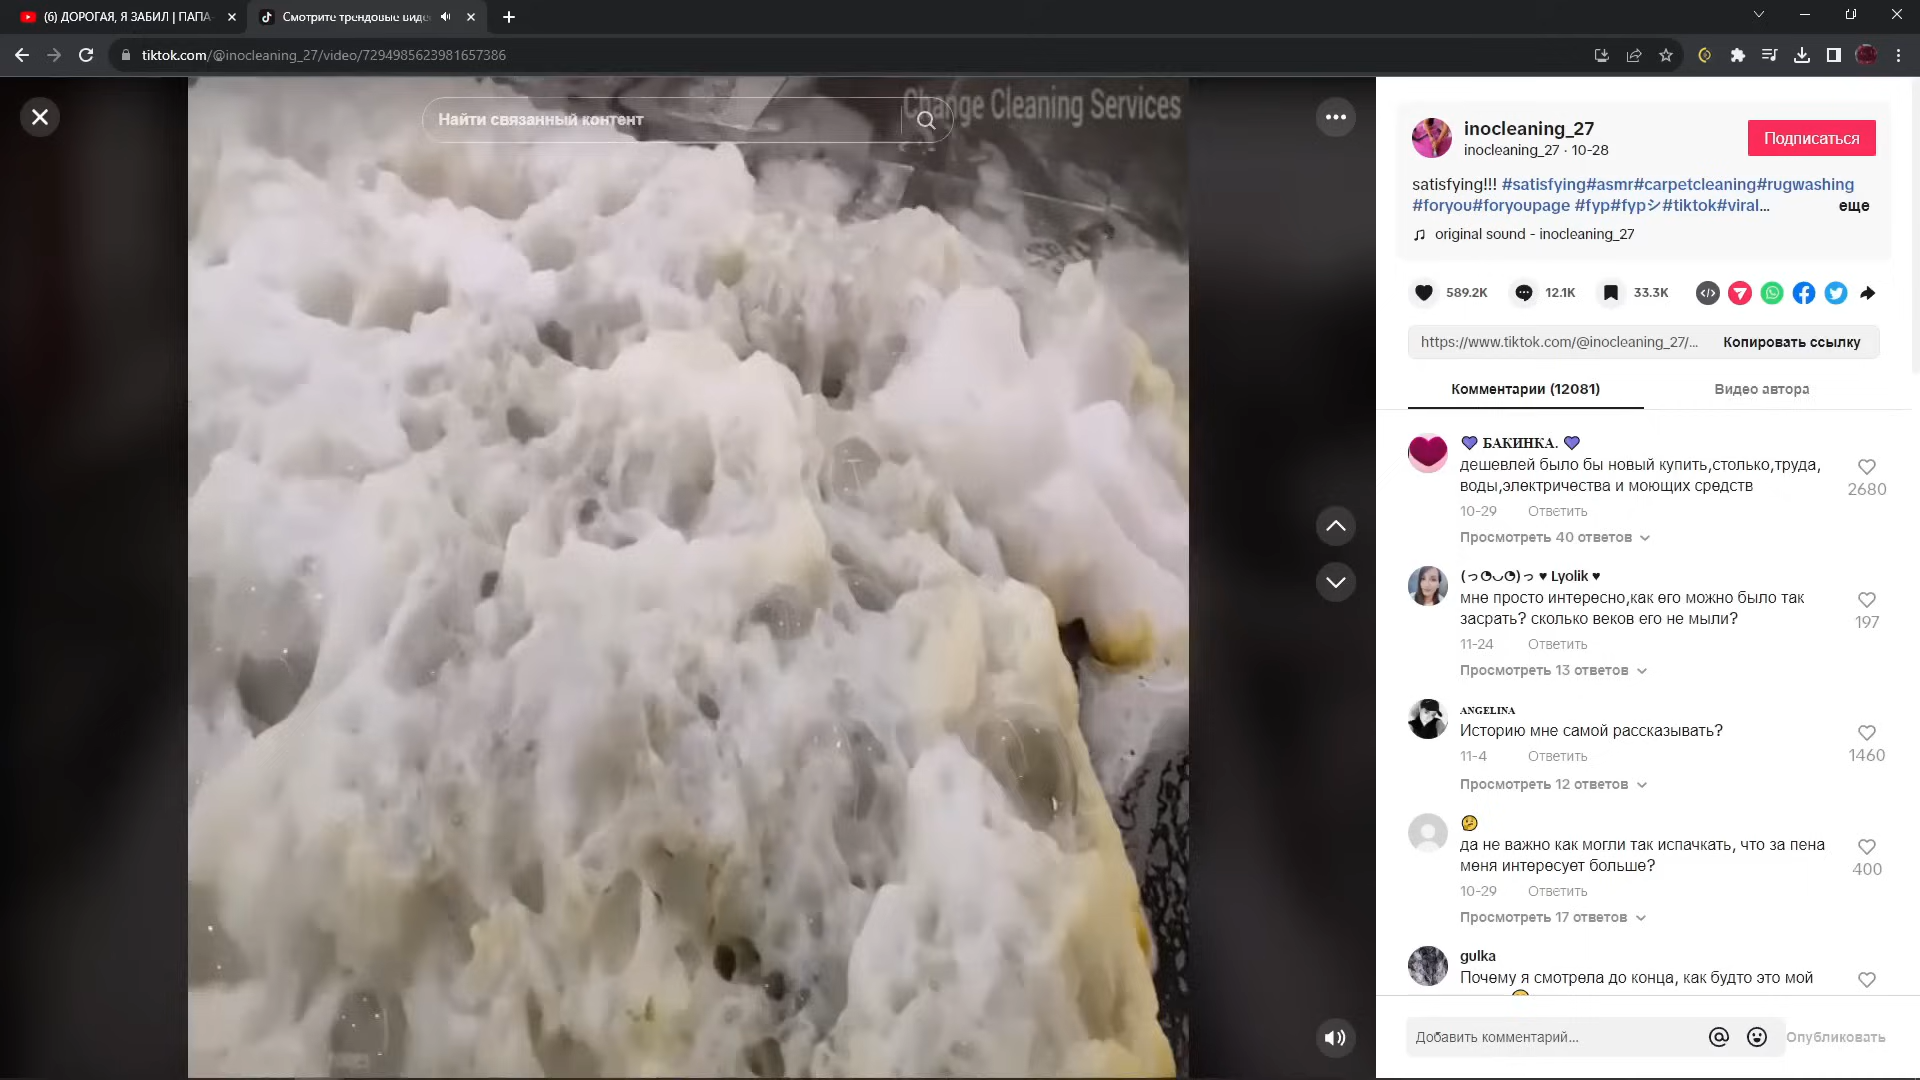 (6) ДОРОГАЯ, Я ЗАБИЛ | ПАПА-
Смотрите трендовые виде
tiktok.com/@inocleaning_27/video/7294985623981657386
Найти связанный контент
Change Cleaning Services
inocleaning_27
inocleaning_27 · 10-28
Подписаться
satisfying!!! #satisfying#asmr#carpetcleaning#rugwashing
#foryou#foryoupage #fyp#fypシ#tiktok#viral...
еще
original sound - inocleaning_27
589.2K
12.1K
33.3K
https://www.tiktok.com/@inocleaning_27/...
Копировать ссылку
Комментарии (12081)
Видео автора
💜 БАКИНКА. 💜
дешевлей было бы новый купить,столько,труда,
воды,электричества и моющих средств
2680
10-29 Ответить
Просмотреть 40 ответов
(っ◔◡◔)っ ♥ Lyolik ♥
мне просто интересно,как его можно было так
засрать? сколько веков его не мыли?
197
11-24 Ответить
Просмотреть 13 ответов
ᴀɴɢᴇʟɪɴᴀ
Историю мне самой рассказывать?
1460
11-4 Ответить
Просмотреть 12 ответов
🤔
да не важно как могли так испачкать, что за пена
меня интересует больше?
400
10-29 Ответить
Просмотреть 17 ответов
gulka
Почему я смотрела до конца, как будто это мой
Добавить комментарий...
Опубликовать